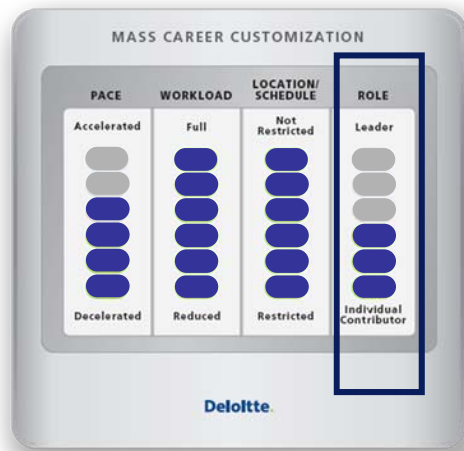 MASS CAREER CUSTOMIZATION
PACE
WORKLOAD
LOCATION/
SCHEDULE
ROLE
Accelerated
Full
Not
Restricted
Leader
Decelerated
Reduced
Restricted
Individual
Contributor
Deloitte.